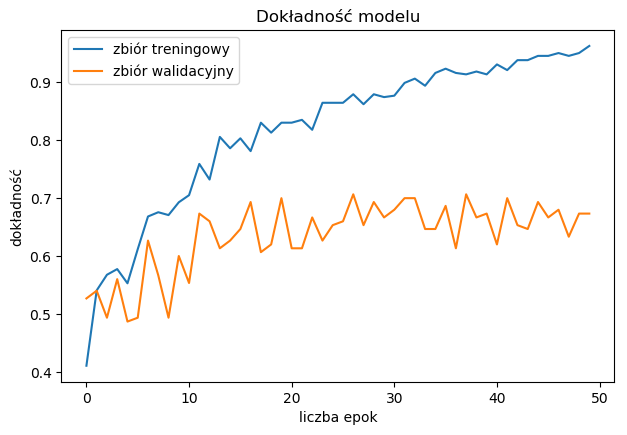 Dokładność modelu
zbiór treningowy
zbiór walidacyjny
dokładność
0.9
0.8
0.7
0.6
0.5
0.4
0 10 20 30 40 50
liczba epok